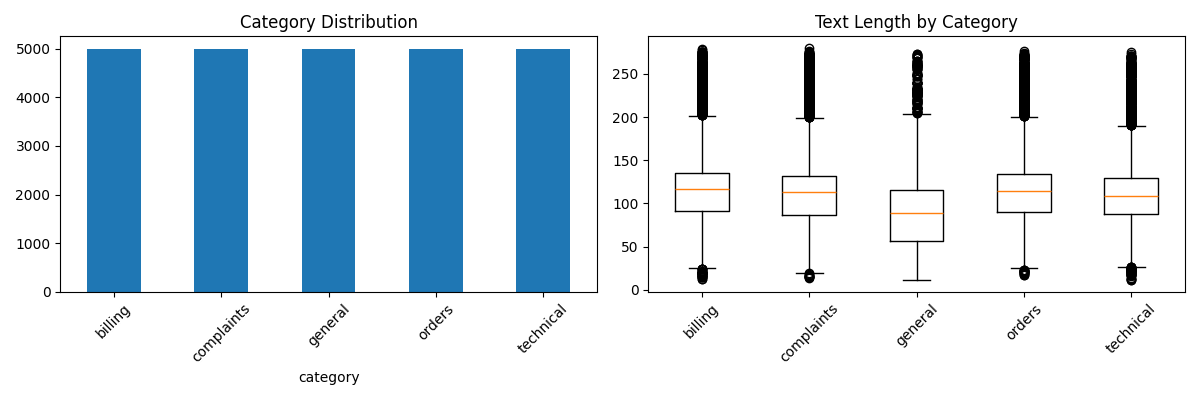 Category Distribution
5000
4000
3000
2000
1000
0
billing
complaints
general
orders
technical
category
Text Length by Category
250
200
150
100
50
0
billing
complaints
general
orders
technical